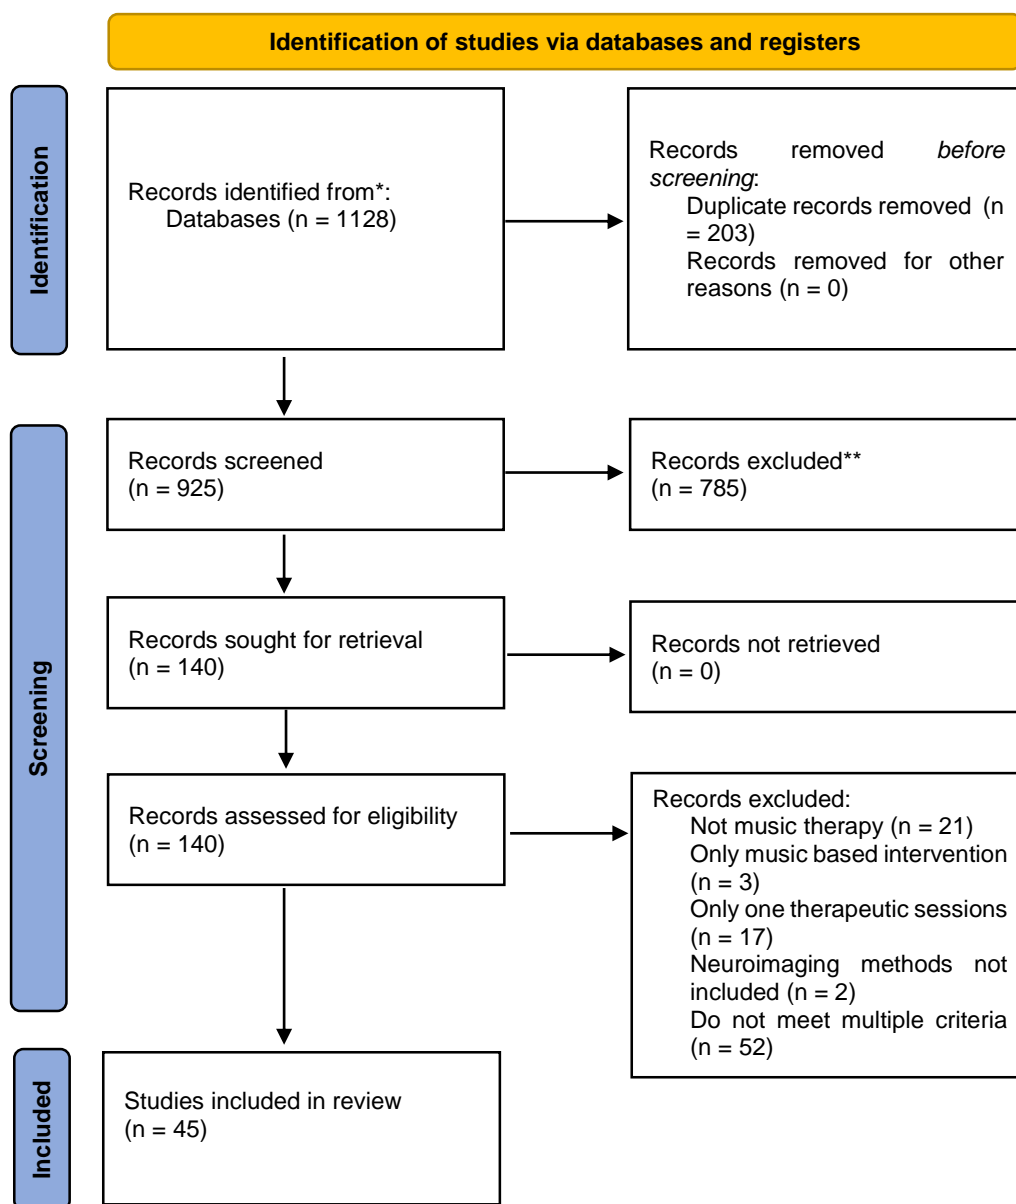 Identification of studies via databases and registers
Identification
Records identified from*:
Databases (n = 1128)
Records removed before
screening:
Duplicate records removed (n
= 203)
Records removed for other
reasons (n = 0)
Screening
Records screened
(n = 925)
Records excluded**
(n = 785)
Records sought for retrieval
(n = 140)
Records not retrieved
(n = 0)
Records assessed for eligibility
(n = 140)
Records excluded:
Not music therapy (n = 21)
Only music based intervention
(n = 3)
Only one therapeutic sessions
(n = 17)
Neuroimaging methods not
included (n = 2)
Do not meet multiple criteria
(n = 52)
Included
Studies included in review
(n = 45)